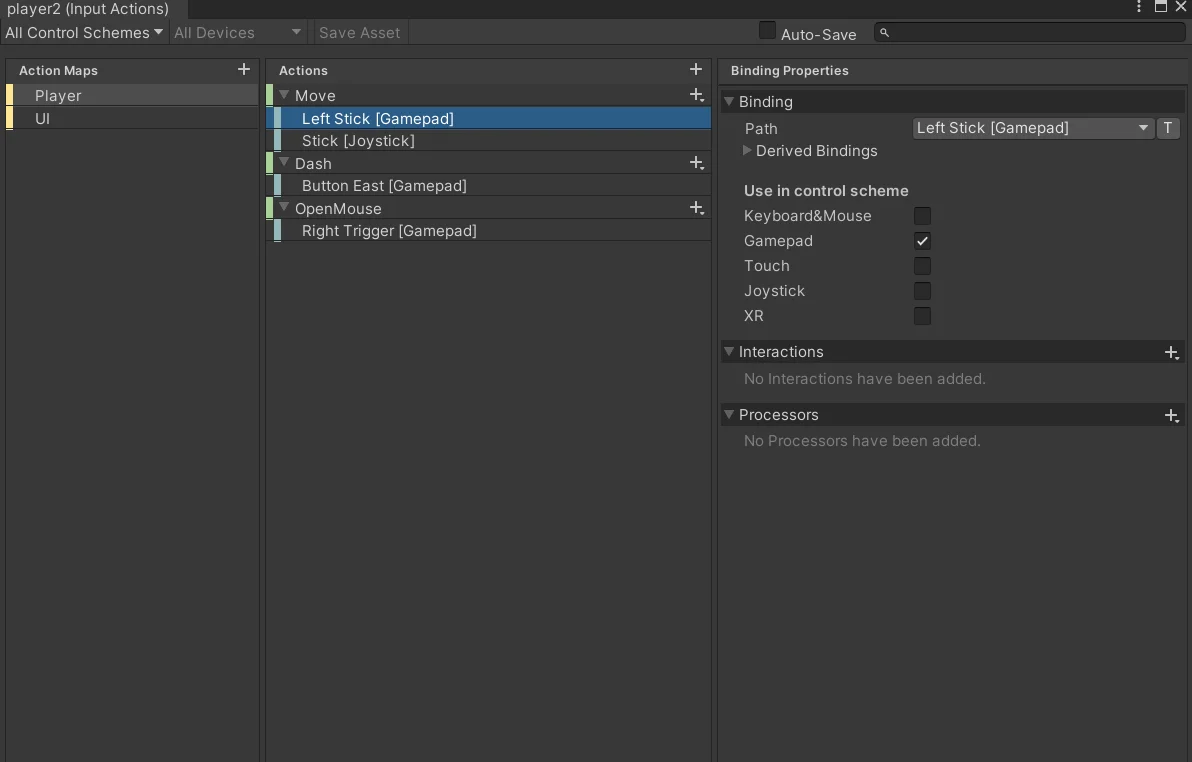 player2 (Input Actions)
All Control Schemes All Devices Save Asset Auto-Save
Action Maps
Player
UI
Actions
Move
Left Stick [Gamepad]
Stick [Joystick]
Dash
Button East [Gamepad]
OpenMouse
Right Trigger [Gamepad]
Binding Properties
Binding
Path Left Stick [Gamepad] T
Derived Bindings
Use in control scheme
Keyboard&Mouse
Gamepad
Touch
Joystick
XR
Interactions
No Interactions have been added.
Processors
No Processors have been added.